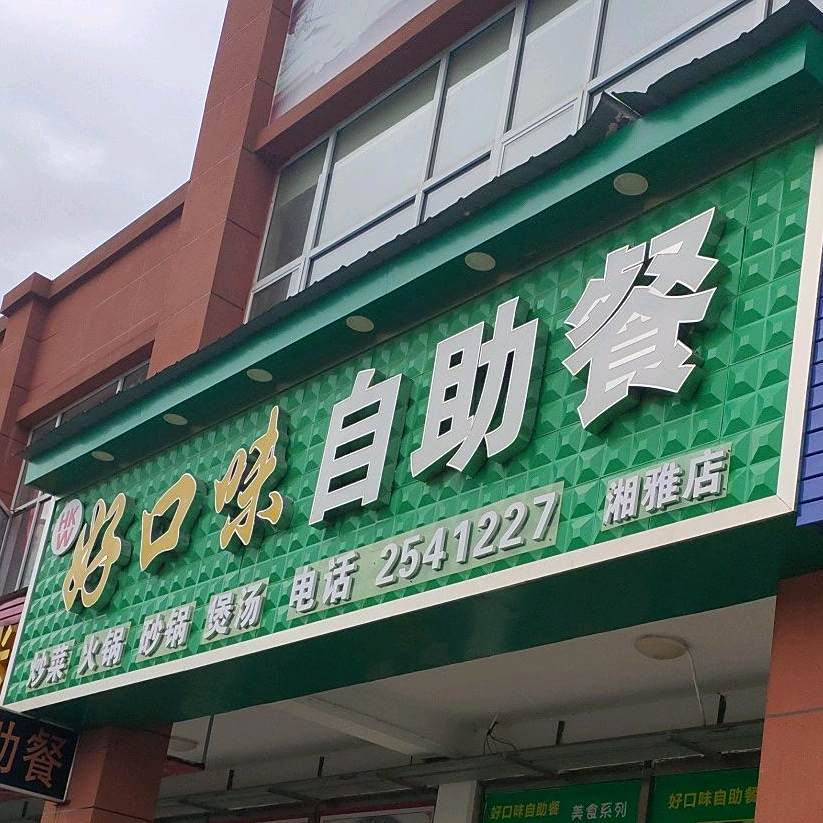 HK
W
好口味自助餐
炒菜 火锅 砂锅 煲汤 电话 2541227 湘雅店
助餐
好口味自助餐 美食系列
好口味自助餐